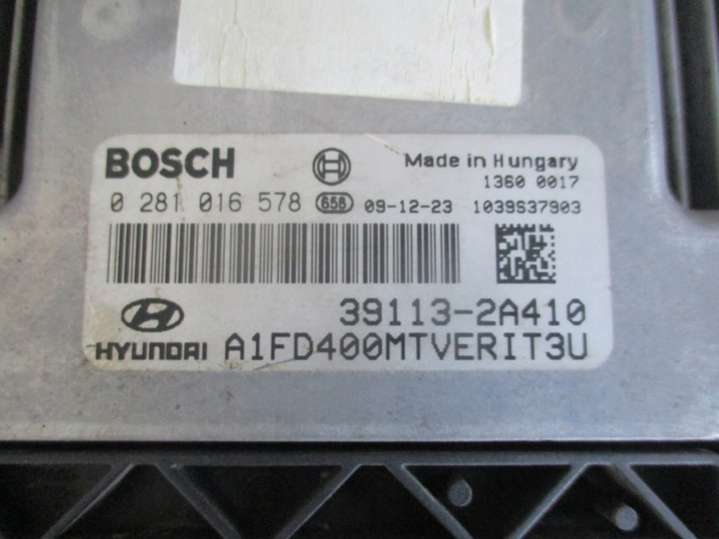 BOSCH
Made in Hungary
1360 0017
0 281 016 578 658 09-12-23 1039S37903
39113-2A410
HYUNDAI A1FD400MTVERIT3U